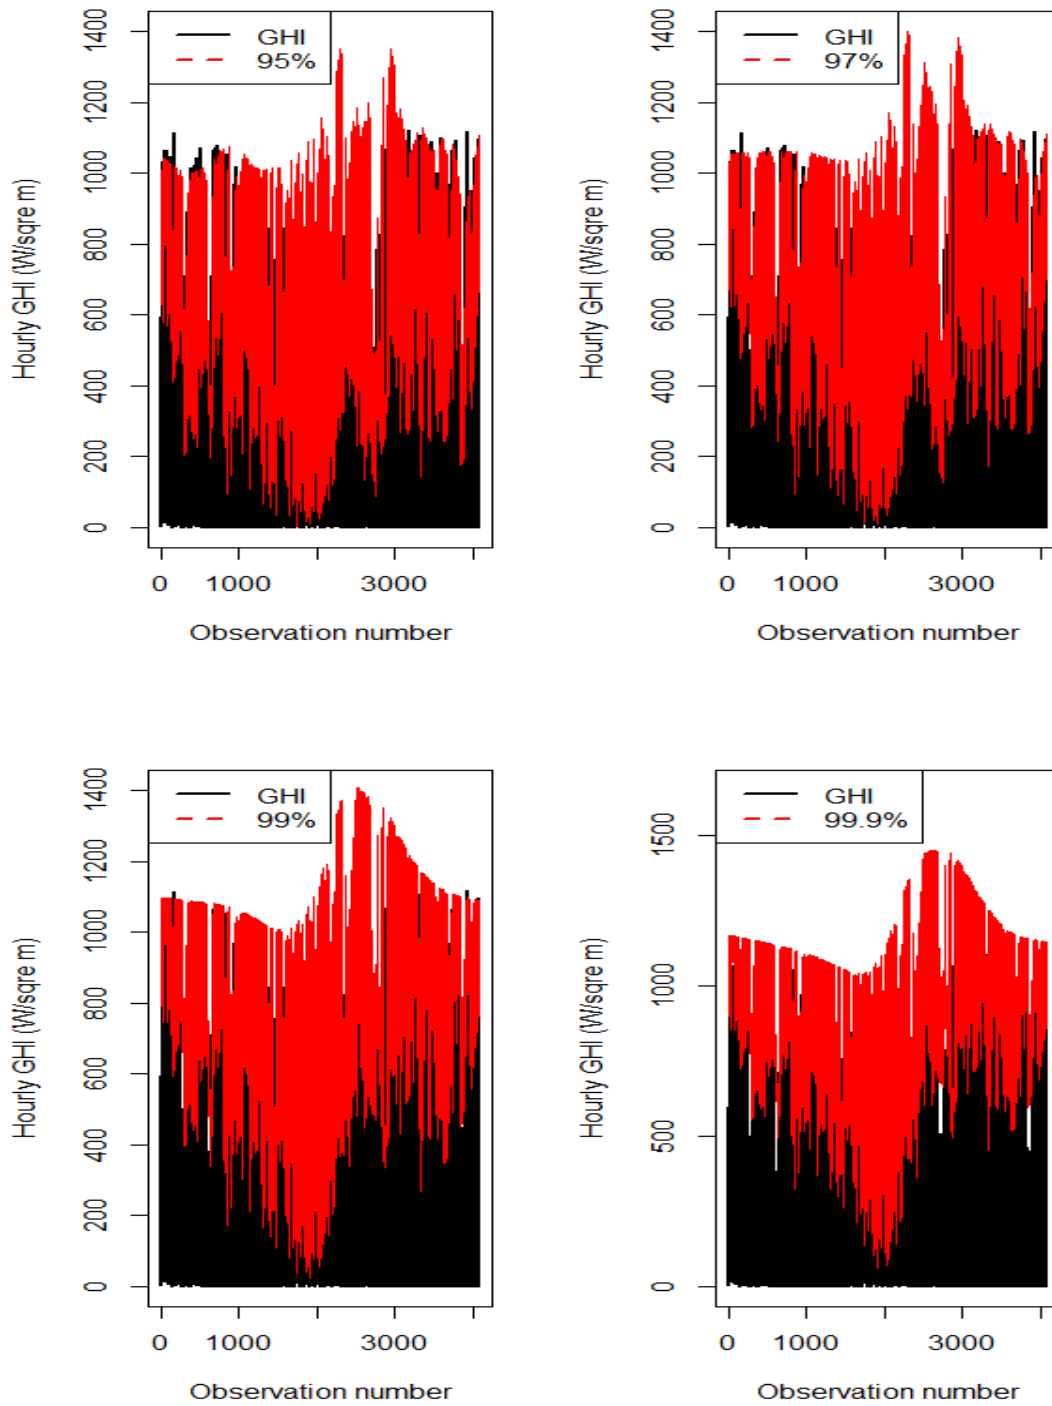 GHI
95%
0 200 400 600 800 1000 1200 1400
Hourly GHI (W/sqre m)
0 1000 3000
Observation number
GHI
97%
0 200 400 600 800 1000 1200 1400
Hourly GHI (W/sqre m)
0 1000 3000
Observation number
GHI
99%
0 200 400 600 800 1000 1200 1400
Hourly GHI (W/sqre m)
0 1000 3000
Observation number
GHI
99.9%
0 500 1000 1500
Hourly GHI (W/sqre m)
0 1000 3000
Observation number